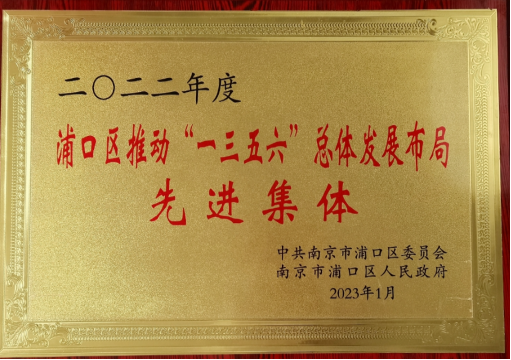 二〇二二年度
浦口区推动“一三五六”总体发展布局
先进集体
中共南京市浦口区委员会
南京市浦口区人民政府
2023年1月